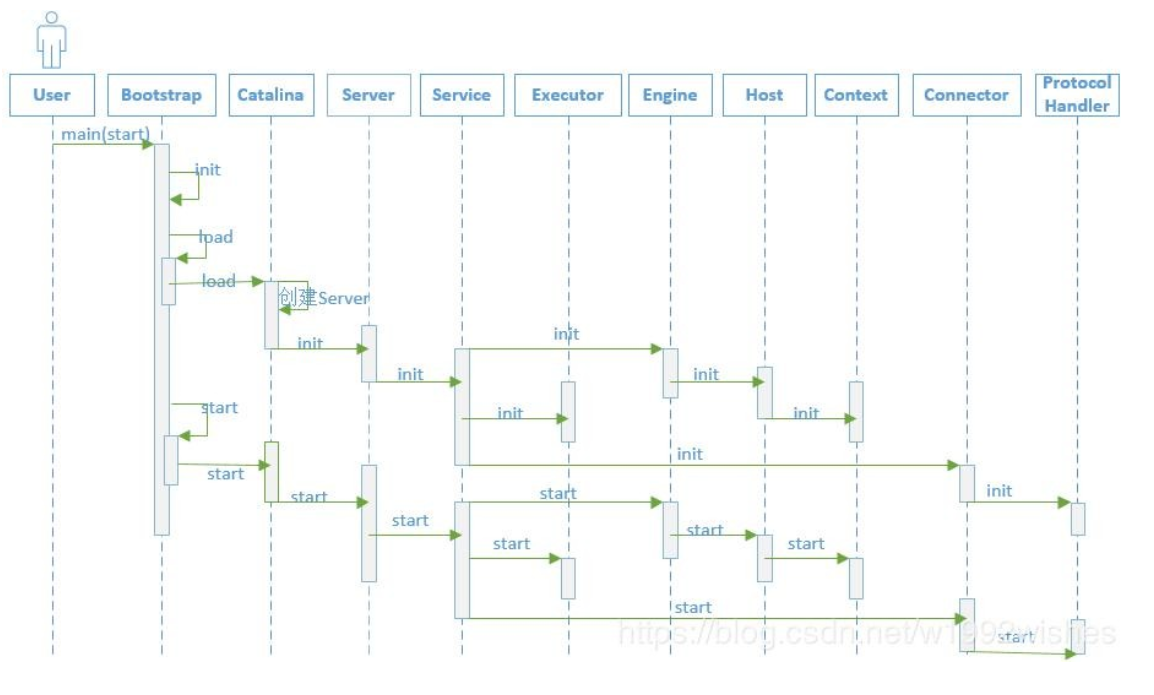 User
Bootstrap
Catalina
Server
Service
Executor
Engine
Host
Context
Connector
Protocol
Handler
main(start)
init
load
load
创建Server
init
init
init
init
init
init
start
start
init
init
start
start
start
start
start
start
start
https://blog.csdn.net/w1992wishes
start